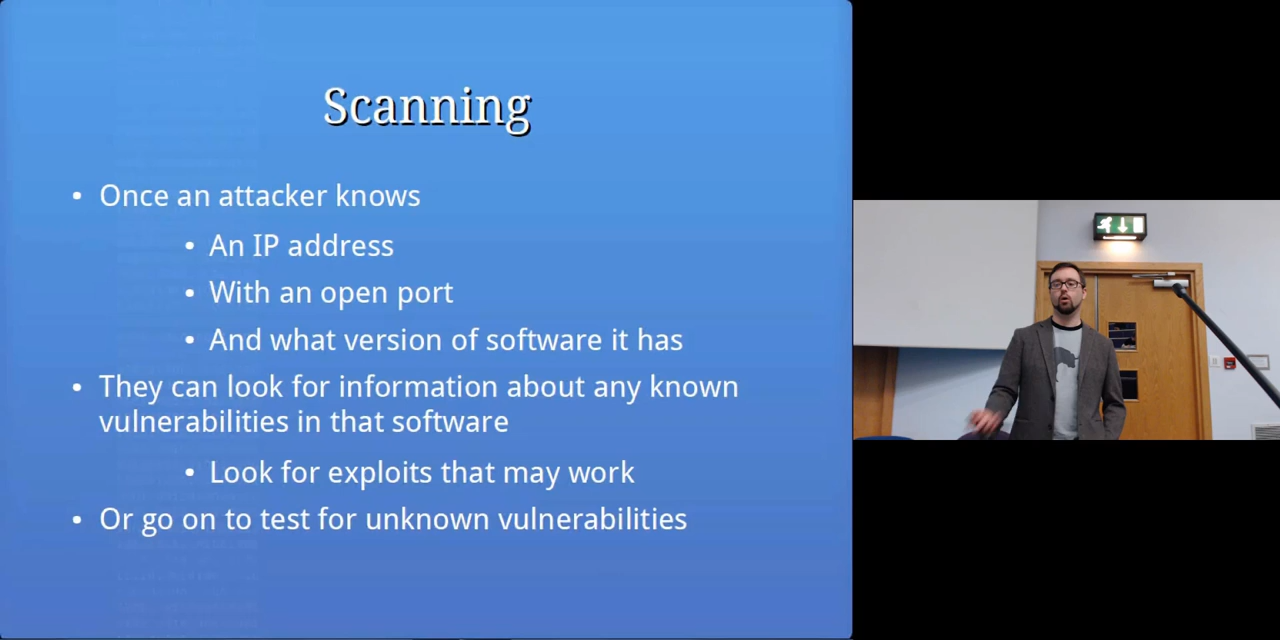 Scanning
• Once an attacker knows
• An IP address
• With an open port
• And what version of software it has
• They can look for information about any known
vulnerabilities in that software
• Look for exploits that may work
• Or go on to test for unknown vulnerabilities